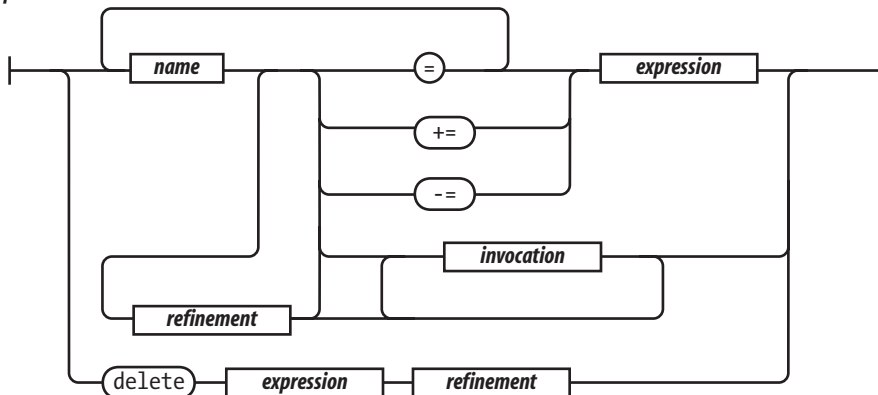 name = expression
+=
-=
invocation
refinement
delete expression refinement